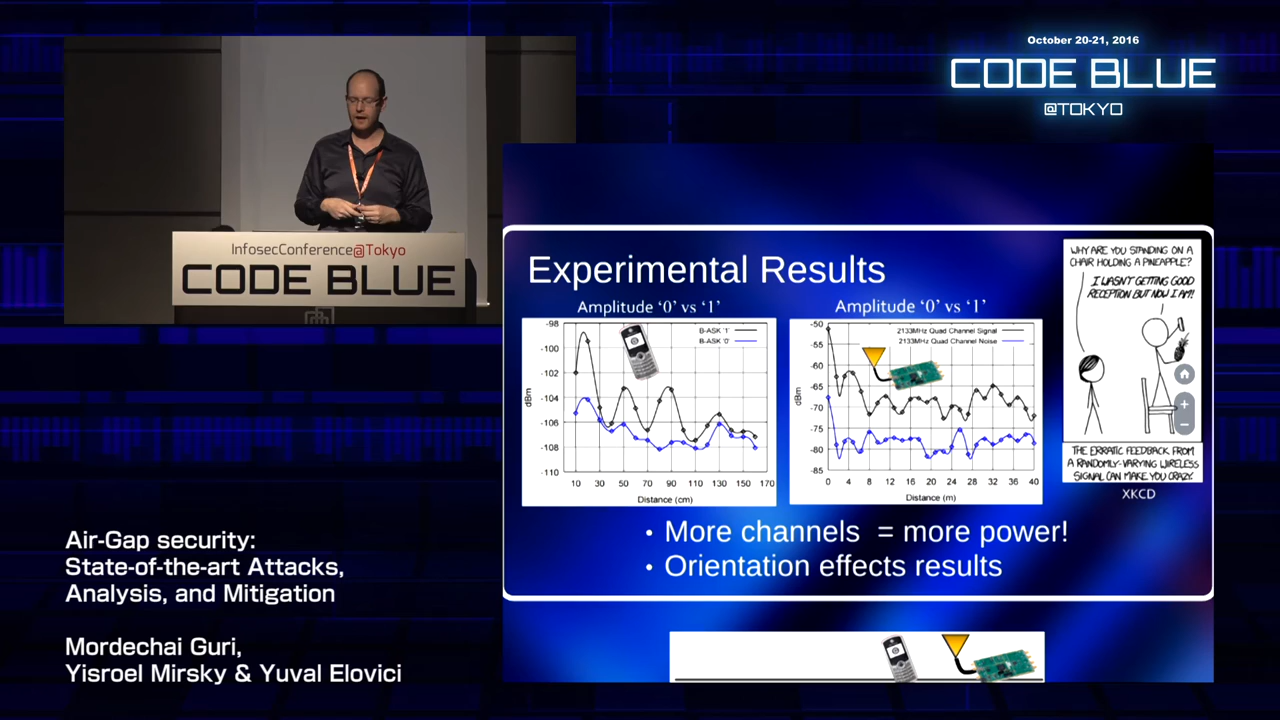 October 20-21, 2016
CODE BLUE
@TOKYO
InfosecConference@Tokyo
CODE BLUE
Experimental Results
Amplitude ‘0’ vs ‘1’
-98
-100
-102
-104
-106
-108
-110
dBm
B-ASK '1'
B-ASK '0'
10 30 50 70 90 110 130 150 170
Distance (cm)
Amplitude ‘0’ vs ‘1’
-50
-55
-60
-65
-70
-75
-80
-85
dBm
2133MHz Quad Channel Signal
2133MHz Quad Channel Noise
0 4 8 12 16 20 24 28 32 36 40
Distance (m)
WHY ARE YOU STANDING ON A
CHAIR HOLDING A PINEAPPLE?
I WASN'T GETTING GOOD
RECEPTION BUT NOW I AM!
THE ERRATIC FEEDBACK FROM
A RANDOMLY-VARYING WIRELESS
SIGNAL CAN MAKE YOU CRAZY.
XKCD
• More channels = more power!
• Orientation effects results
Air-Gap security:
State-of-the-art Attacks,
Analysis, and Mitigation
Mordechai Guri,
Yisroel Mirsky & Yuval Elovici